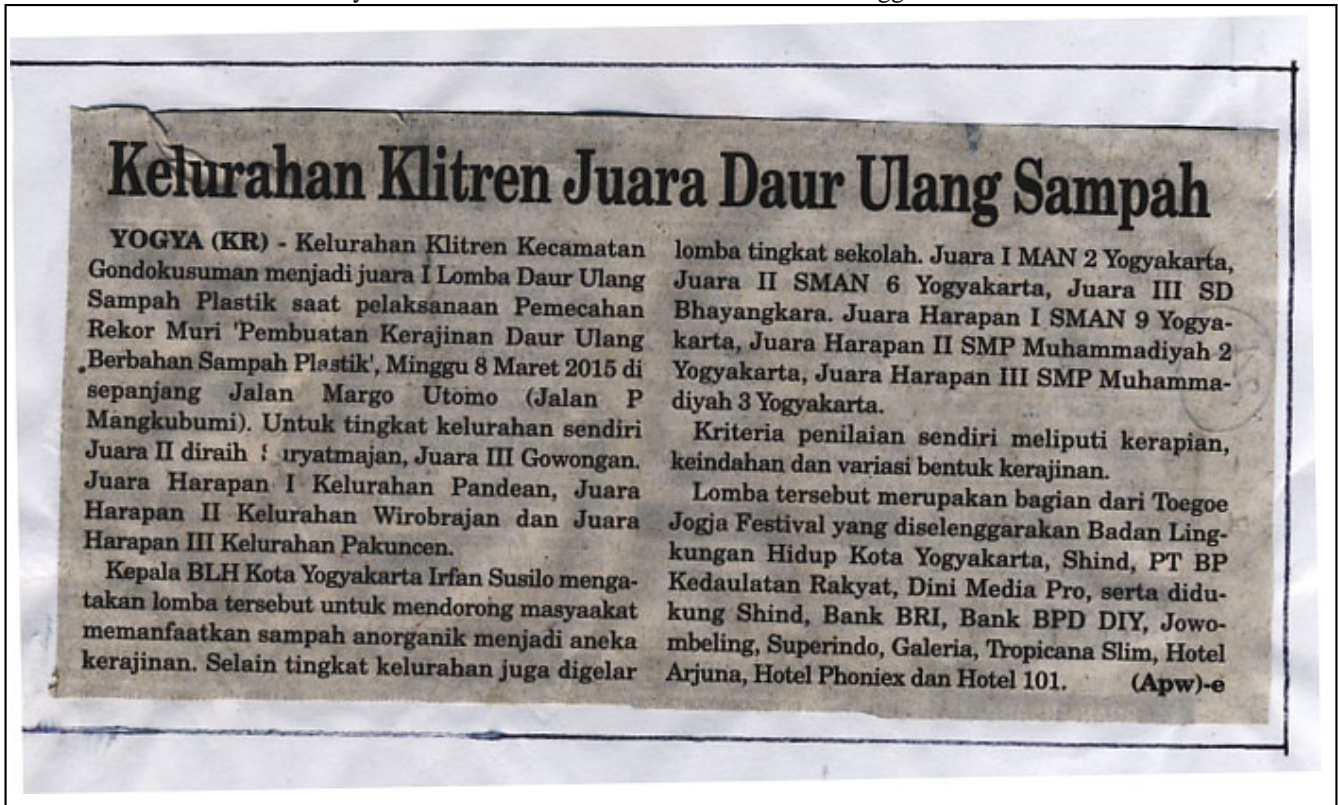 Kelurahan Klitren Juara Daur Ulang Sampah
YOGYA (KR) - Kelurahan Klitren Kecamatan
Gondokusuman menjadi juara I Lomba Daur Ulang
Sampah Plastik saat pelaksanaan Pemecahan
Rekor Muri 'Pembuatan Kerajinan Daur Ulang
Berbahan Sampah Plastik', Minggu 8 Maret 2015 di
sepanjang Jalan Margo Utomo (Jalan P
Mangkubumi). Untuk tingkat kelurahan sendiri
Juara II diraih uryatmajan, Juara III Gowongan.
Juara Harapan I Kelurahan Pandean, Juara
Harapan II Kelurahan Wirobrajan dan Juara
Harapan III Kelurahan Pakuncen.
Kepala BLH Kota Yogyakarta Irfan Susilo menga-
takan lomba tersebut untuk mendorong masyaakat
memanfaatkan sampah anorganik menjadi aneka
kerajinan. Selain tingkat kelurahan juga digelar
lomba tingkat sekolah. Juara I MAN 2 Yogyakarta,
Juara II SMAN 6 Yogyakarta, Juara III SD
Bhayangkara. Juara Harapan I SMAN 9 Yogya-
karta, Juara Harapan II SMP Muhammadiyah 2
Yogyakarta, Juara Harapan III SMP Muhamma-
diyah 3 Yogyakarta.
Kriteria penilaian sendiri meliputi kerapian,
keindahan dan variasi bentuk kerajinan.
Lomba tersebut merupakan bagian dari Toegoe
Jogja Festival yang diselenggarakan Badan Ling-
kungan Hidup Kota Yogyakarta, Shind, PT BP
Kedaulatan Rakyat, Dini Media Pro, serta didu-
kung Shind, Bank BRI, Bank BPD DIY, Jowo-
mbeling, Superindo, Galeria, Tropicana Slim, Hotel
Arjuna, Hotel Phoniex dan Hotel 101. (Apw)-e